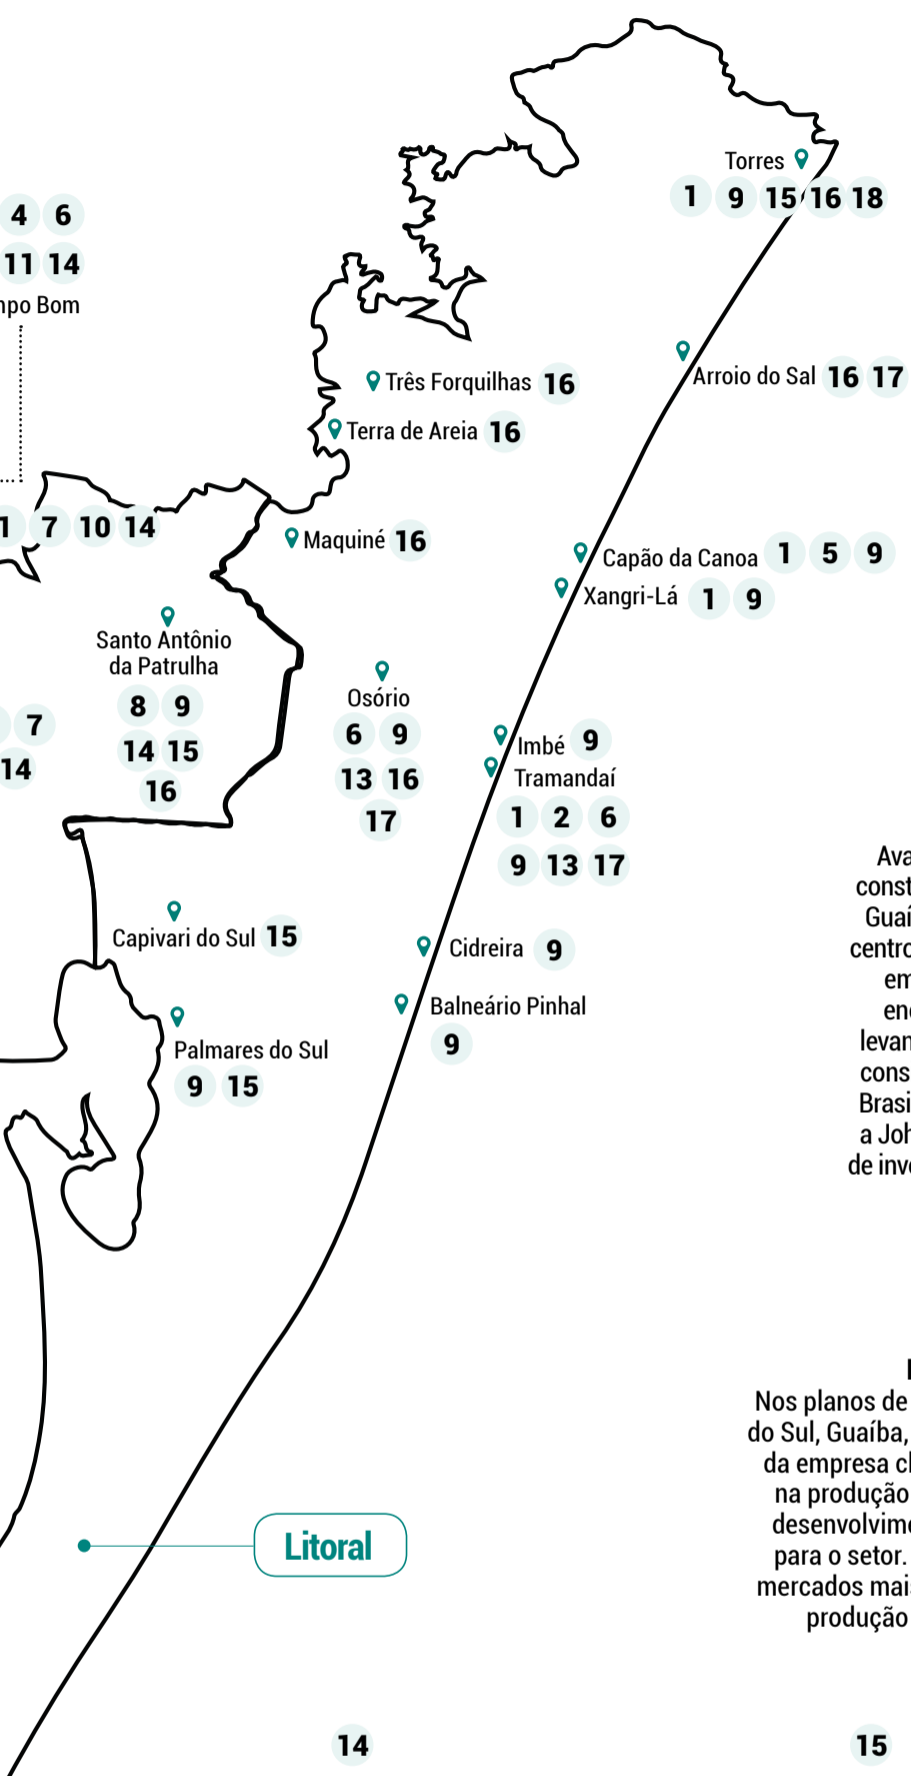 Torres
1 9 15 16 18
4 6
11 14
Bom
Arroio do Sal 16 17
Três Forquilhas 16
Terra de Areia 16
1 7 10 14
Maquiné 16
Capão da Canoa 1 5 9
Xangri-Lá 1 9
Santo Antônio
da Patrulha
8 9
14 15
16
7
14
Osório
6 9
13 16
17
Imbé 9
Tramandaí
1 2 6
9 13 17
Capivari do Sul 15
Cidreira 9
Balneário Pinhal
9
Palmares do Sul
9 15
centro
em
de
Nos planos de
do Sul, Guaíba,
da empresa
na produção
para o setor.
produção
Litoral
14
15